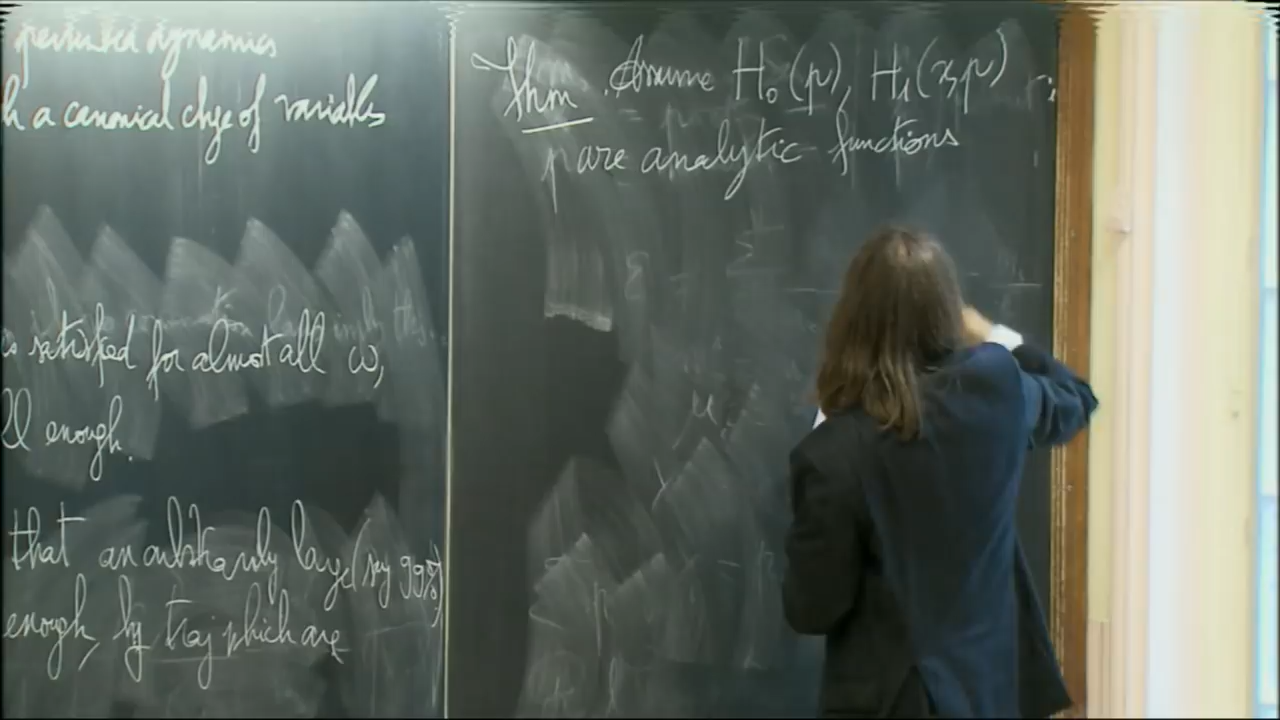 perturbed dynamics
h a canonical chge of variables
is satisfied for almost all ω,
ll enough.
that an arbitrarily large (say 99%)
enough, by traj which are
Thm. Assume H₀(p), H₁(x,p)
are analytic functions